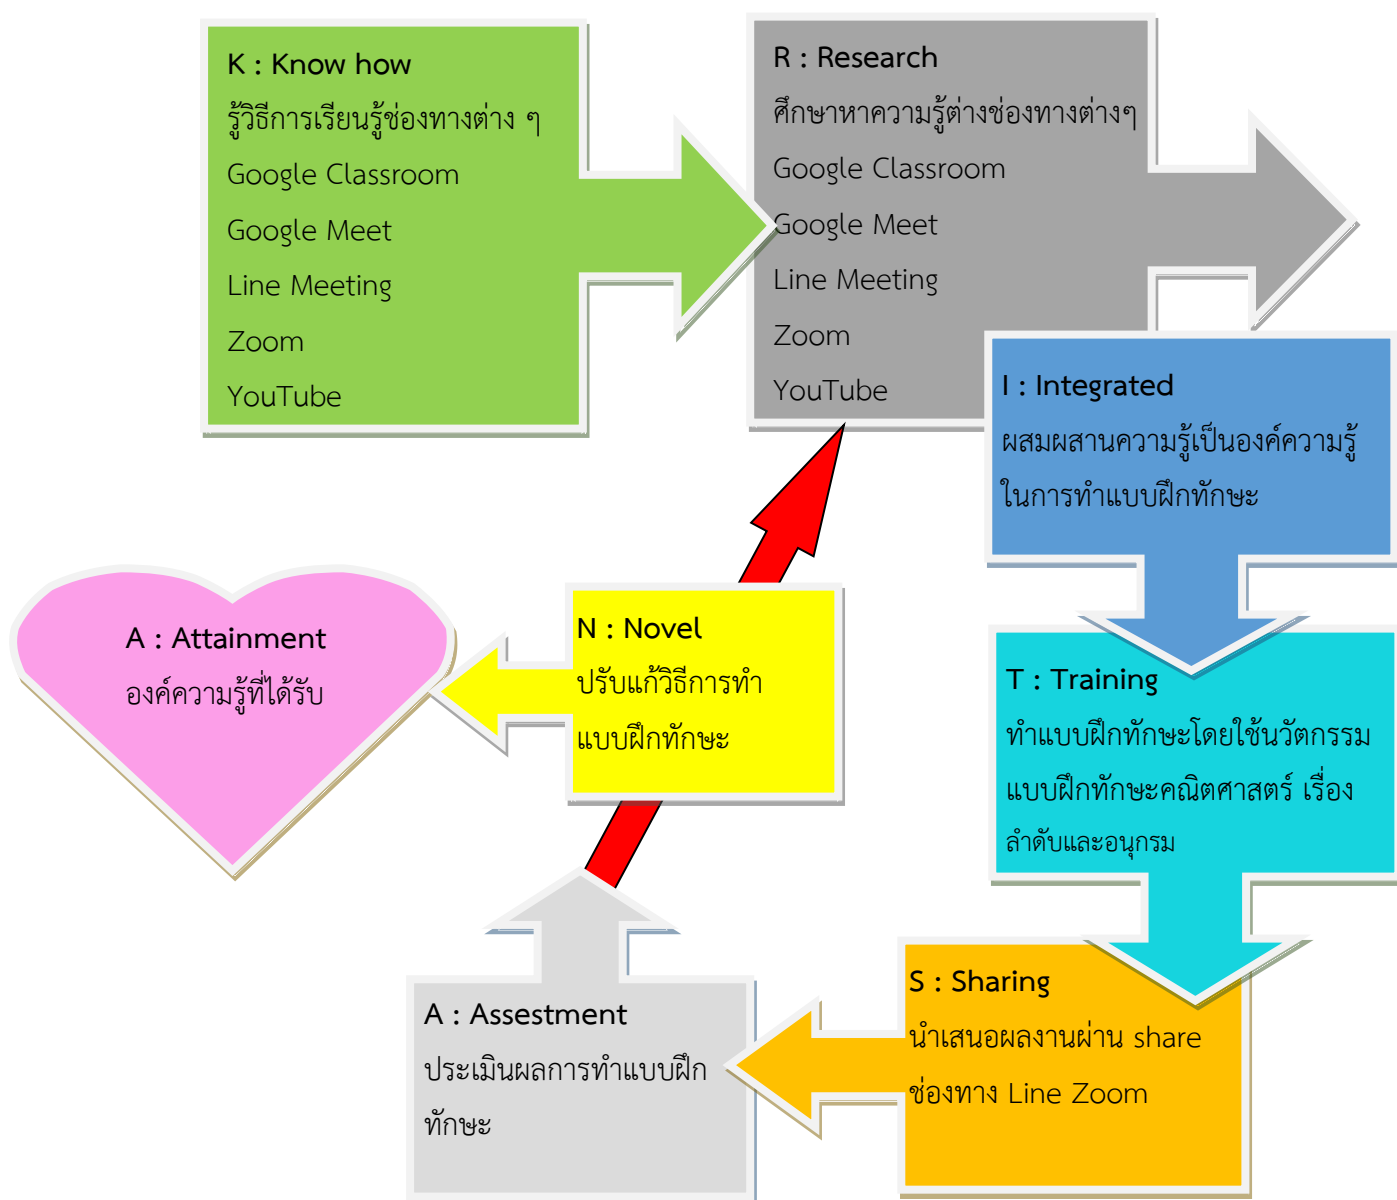 K : Know how
รู้วิธีการเรียนรู้ช่องทางต่าง ๆ
Google Classroom
Google Meet
Line Meeting
Zoom
YouTube
R : Research
ศึกษาหาความรู้ต่างช่องทางต่างๆ
Google Classroom
Google Meet
Line Meeting
Zoom
YouTube
I : Integrated
ผสมผสานความรู้เป็นองค์ความรู้
ในการทำแบบฝึกทักษะ
T : Training
ทำแบบฝึกทักษะโดยใช้นวัตกรรม
แบบฝึกทักษะคณิตศาสตร์ เรื่อง
ลำดับและอนุกรม
S : Sharing
นำเสนอผลงานผ่าน share
ช่องทาง Line Zoom
A : Assestment
ประเมินผลการทำแบบฝึก
ทักษะ
N : Novel
ปรับแก้วิธีการทำ
แบบฝึกทักษะ
A : Attainment
องค์ความรู้ที่ได้รับ